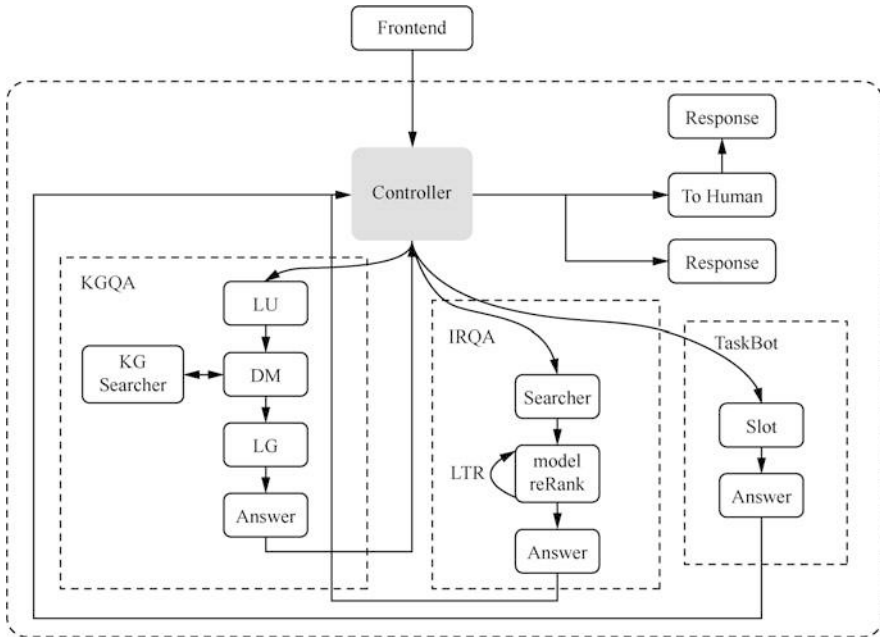 Frontend
Response
Controller
To Human
Response
KGQA
LU
IRQA
TaskBot
KG
Searcher
DM
Searcher
Slot
LG
LTR
model
reRank
Answer
Answer
Answer